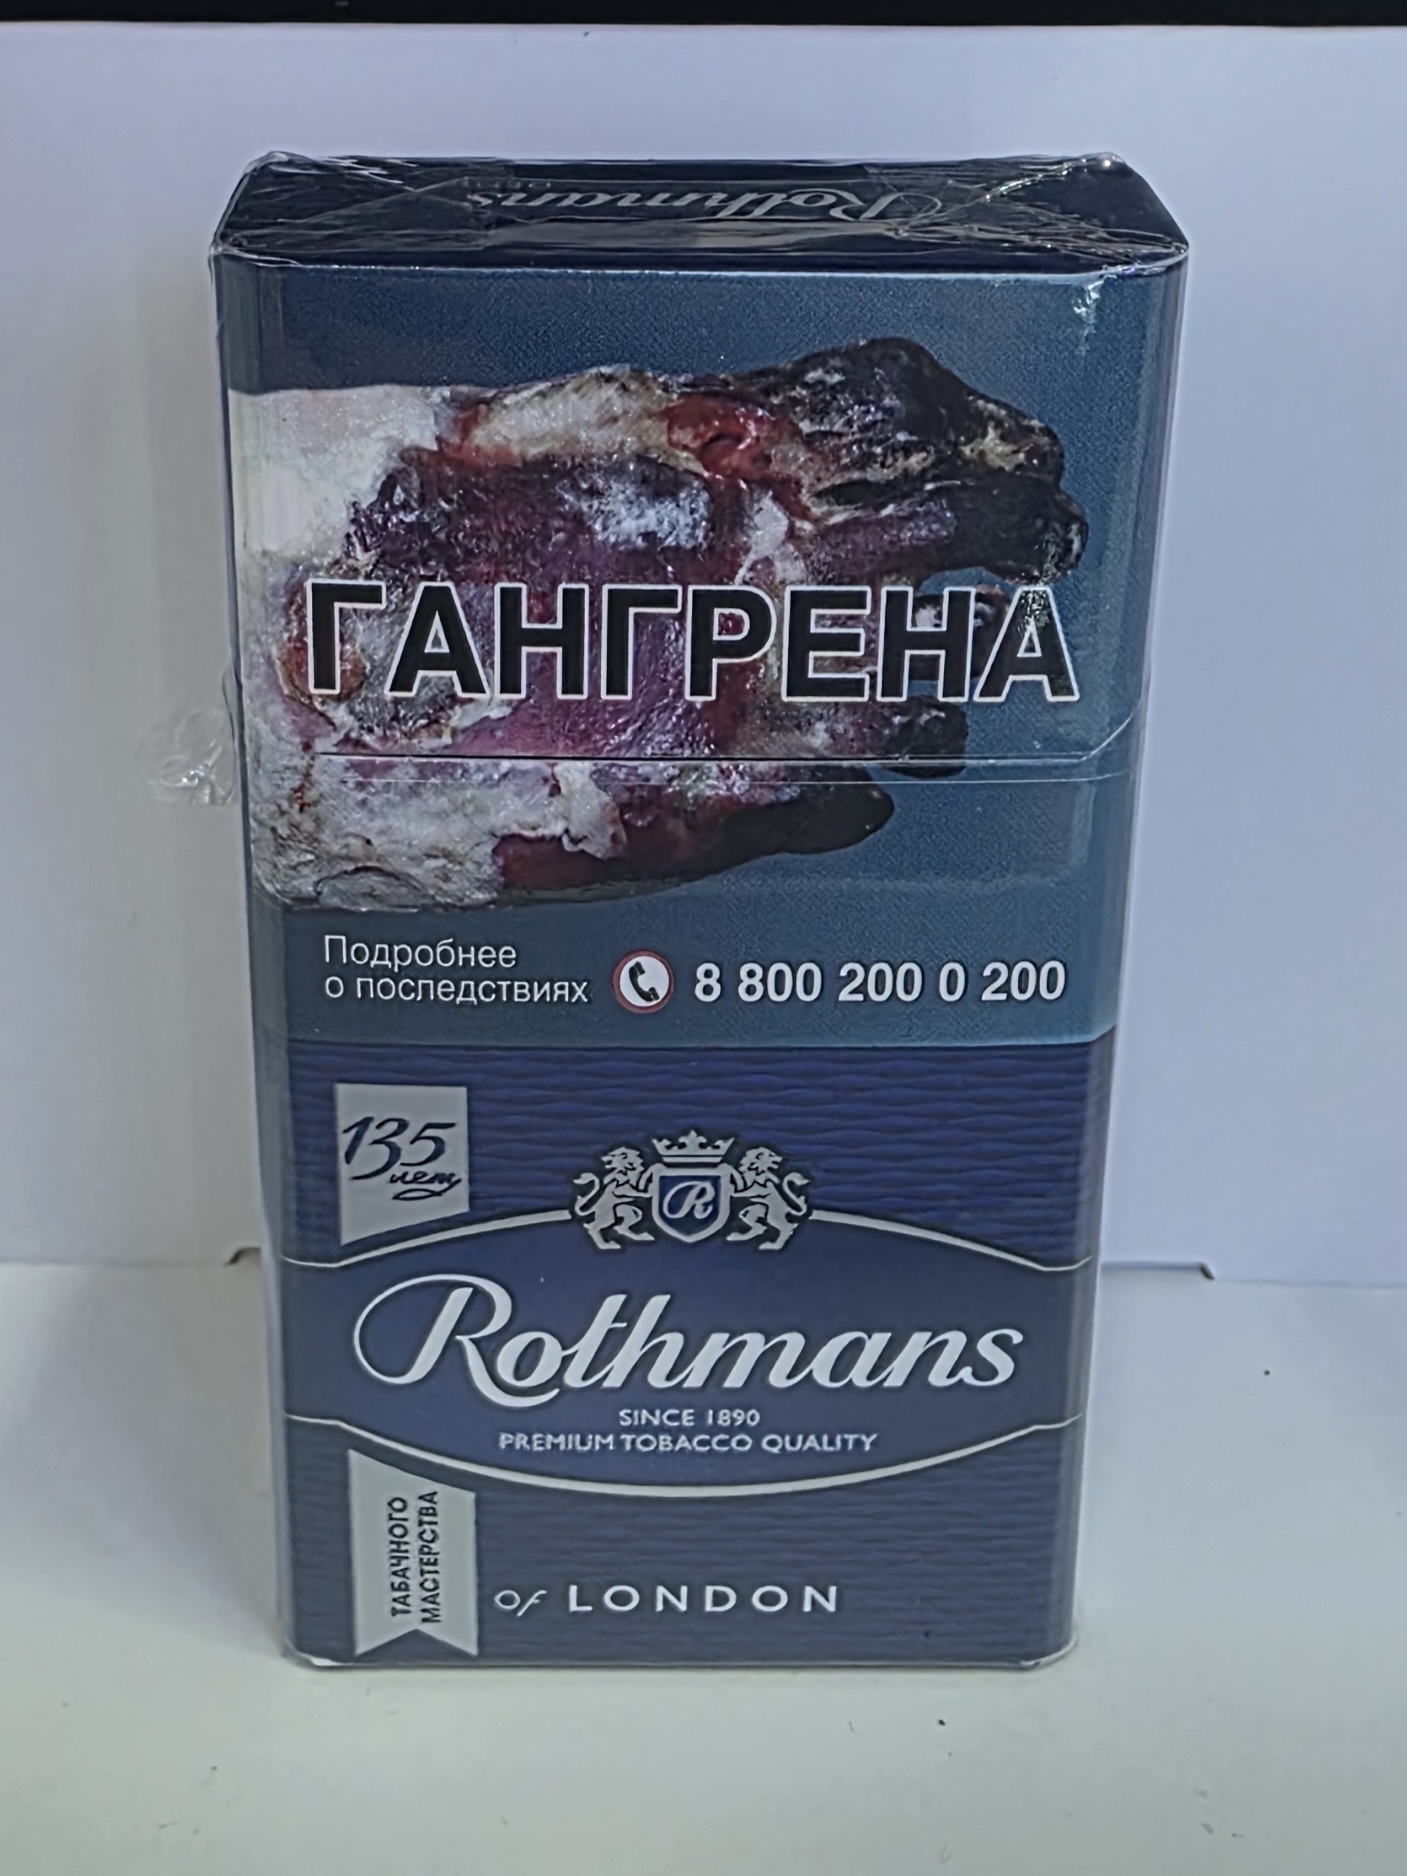 Rothmans
ГАНГРЕНА
Подробнее
о последствиях
8 800 200 0 200
135
лет
R
Rothmans
SINCE 1890
PREMIUM TOBACCO QUALITY
ТАБАЧНОГО
МАСТЕРСТВА
of LONDON